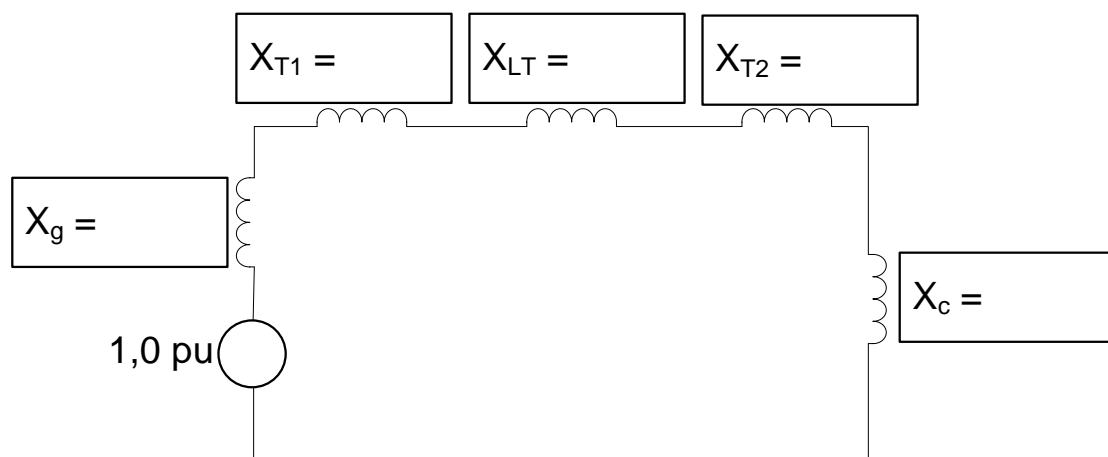 X_T1 =
X_LT =
X_T2 =
X_g =
X_c =
1,0 pu